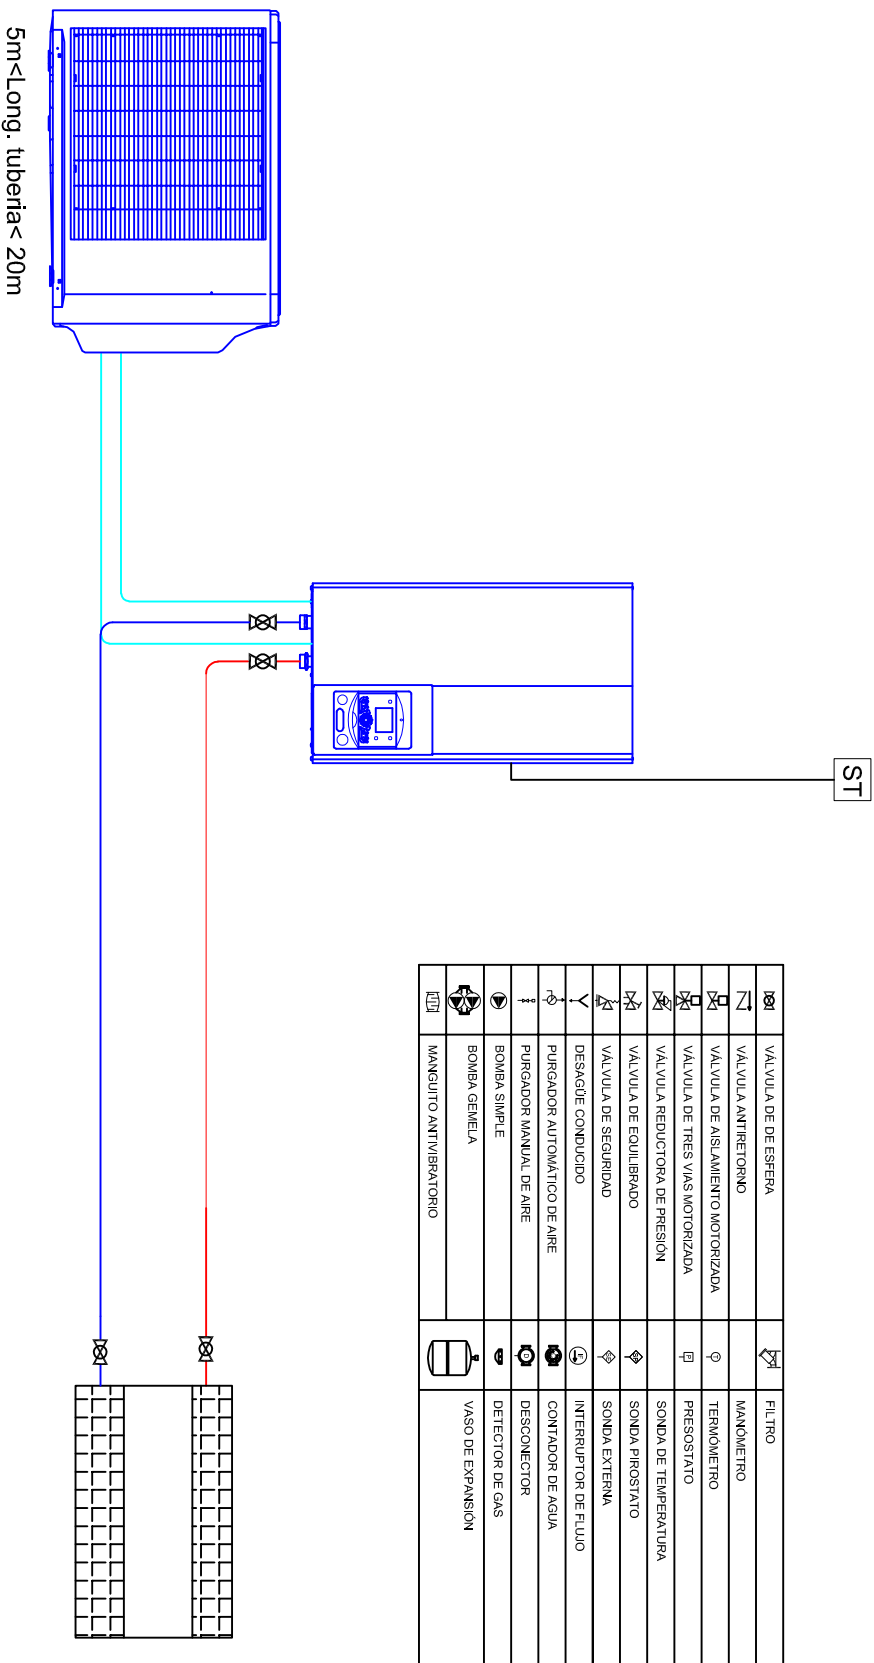 5m<Long. tuberia< 20m
ST
VÁLVULA DE DE ESFERA
VÁLVULA ANTIRETORNO
VÁLVULA DE AISLAMIENTO MOTORIZADA
VÁLVULA DE TRES VIAS MOTORIZADA
VÁLVULA REDUCTORA DE PRESIÓN
VÁLVULA DE EQUILIBRADO
VÁLVULA DE SEGURIDAD
DESAGÜE CONDUCIDO
PURGADOR AUTOMÁTICO DE AIRE
PURGADOR MANUAL DE AIRE
BOMBA SIMPLE
BOMBA GEMELA
MANGUITO ANTIVIBRATORIO
FILTRO
MANÓMETRO
T TERMÓMETRO
P PRESOSTATO
SONDA DE TEMPERATURA
SONDA PIROSTATO
SONDA EXTERNA
INTERRUPTOR DE FLUJO
CONTADOR DE AGUA
D DESCONECTOR
DETECTOR DE GAS
VASO DE EXPANSIÓN